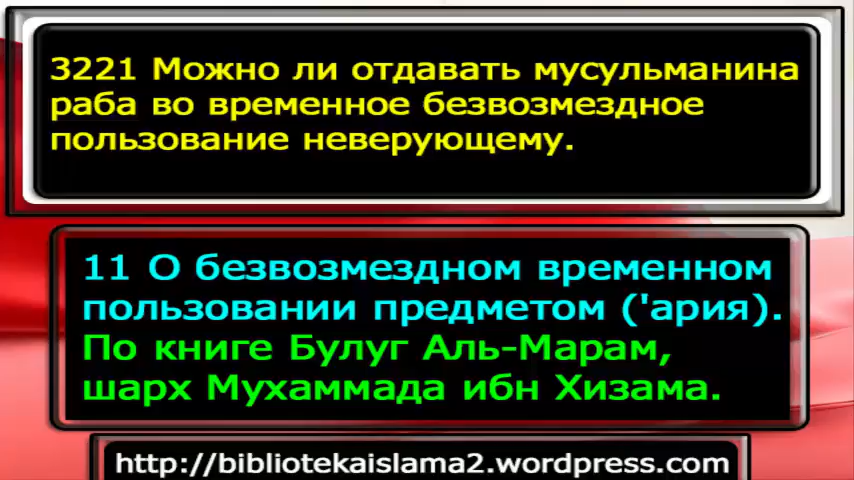 3221 Можно ли отдавать мусульманина
раба во временное безвозмездное
пользование неверующему.
11 О безвозмездном временном
пользовании предметом ('ария).
По книге Булуг Аль-Марам,
шарх Мухаммада ибн Хизама.
http://bibliotekaislama2.wordpress.com